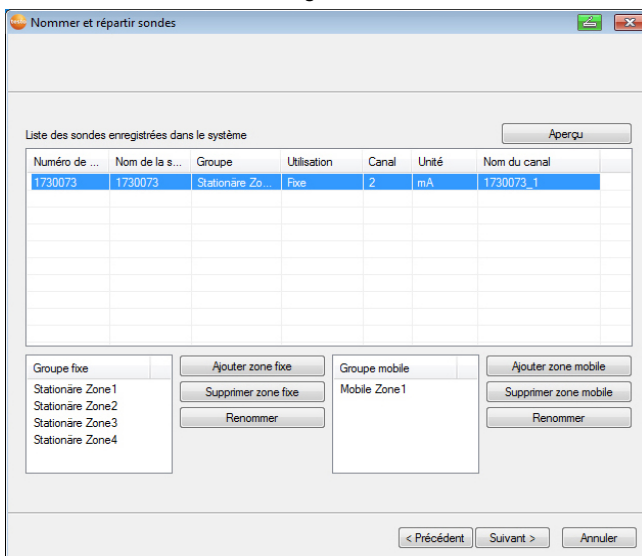 Nommer et répartir sondes
Liste des sondes enregistrées dans le système
Aperçu
Numéro de ... Nom de la s... Groupe Utilisation Canal Unité Nom du canal
1730073 1730073 Stationäre Zo... Fixe 2 mA 1730073_1
Groupe fixe
Stationäre Zone1
Stationäre Zone2
Stationäre Zone3
Stationäre Zone4
Ajouter zone fixe
Supprimer zone fixe
Renommer
Groupe mobile
Mobile Zone1
Ajouter zone mobile
Supprimer zone mobile
Renommer
< Précédent Suivant > Annuler